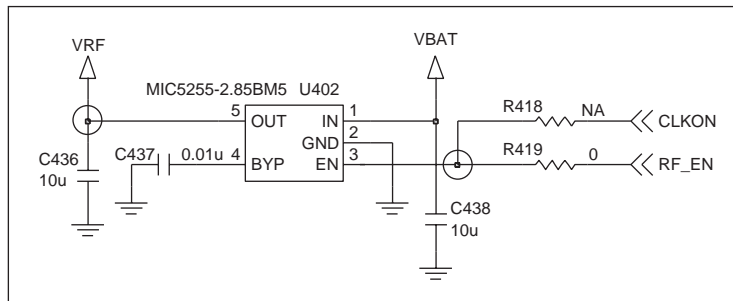 VRF
VBAT
MIC5255-2.85BM5 U402
R418 NA
5 OUT IN 1
CLKON
GND 2
C436
10u
C437 0.01u 4 BYP EN 3
R419 0
RF_EN
C438
10u